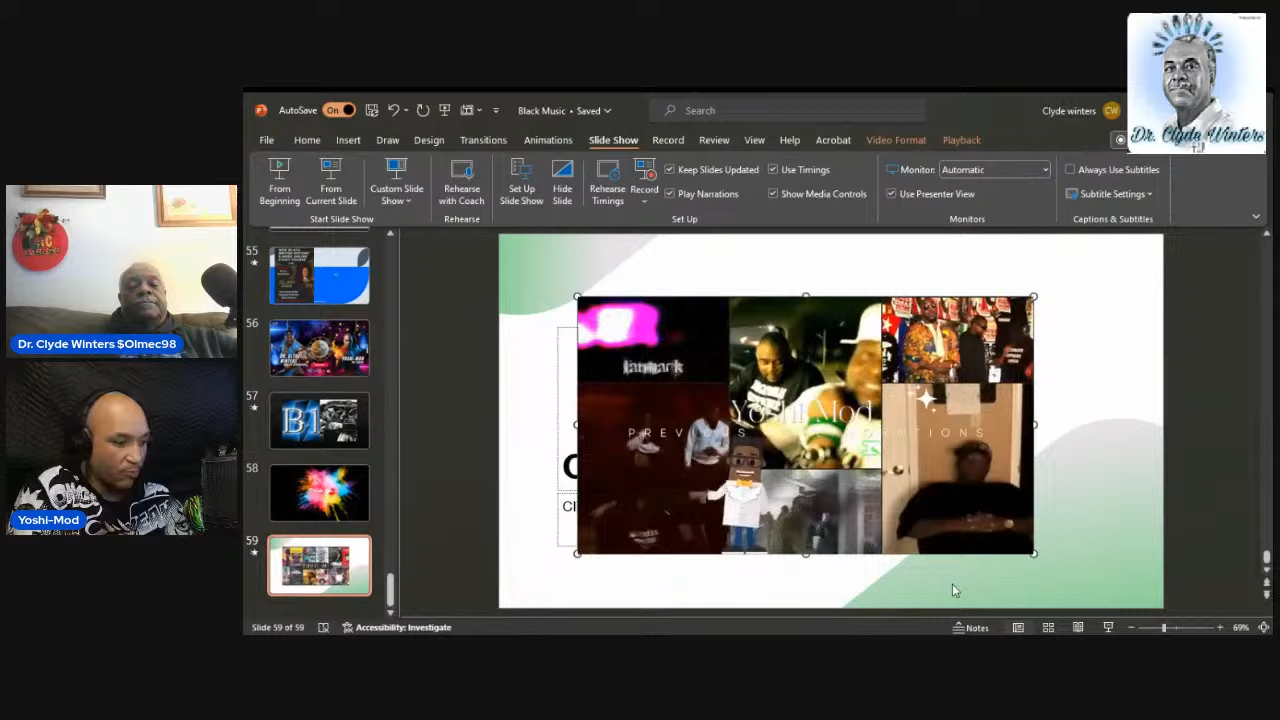 AutoSave On
Black Music • Saved
Search
Clyde winters CW
Dr. Clyde Winters
File Home Insert Draw Design Transitions Animations Slide Show Record Review View Help Acrobat Video Format Playback
From Beginning
From Current Slide
Custom Slide Show
Rehearse with Coach
Set Up Slide Show
Hide Slide
Rehearse Timings
Record
Keep Slides Updated
Use Timings
Play Narrations
Show Media Controls
Monitor: Automatic
Use Presenter View
Always Use Subtitles
Subtitle Settings
Start Slide Show
Rehearse
Set Up
Monitors
Captions & Subtitles
Dr. Clyde Winters $Olmec98
Yoshi-Mod
55
56
57
58
59
Yoshi Mod
Slide 59 of 59
Accessibility: Investigate
Notes
69%